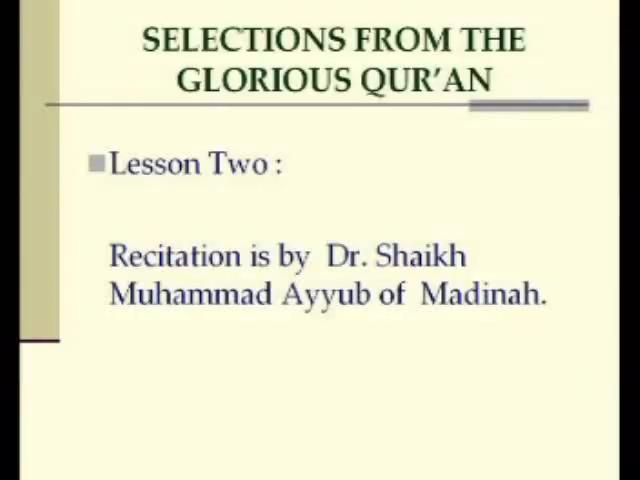 SELECTIONS FROM THE
GLORIOUS QUR'AN
Lesson Two :
Recitation is by Dr. Shaikh
Muhammad Ayyub of Madinah.